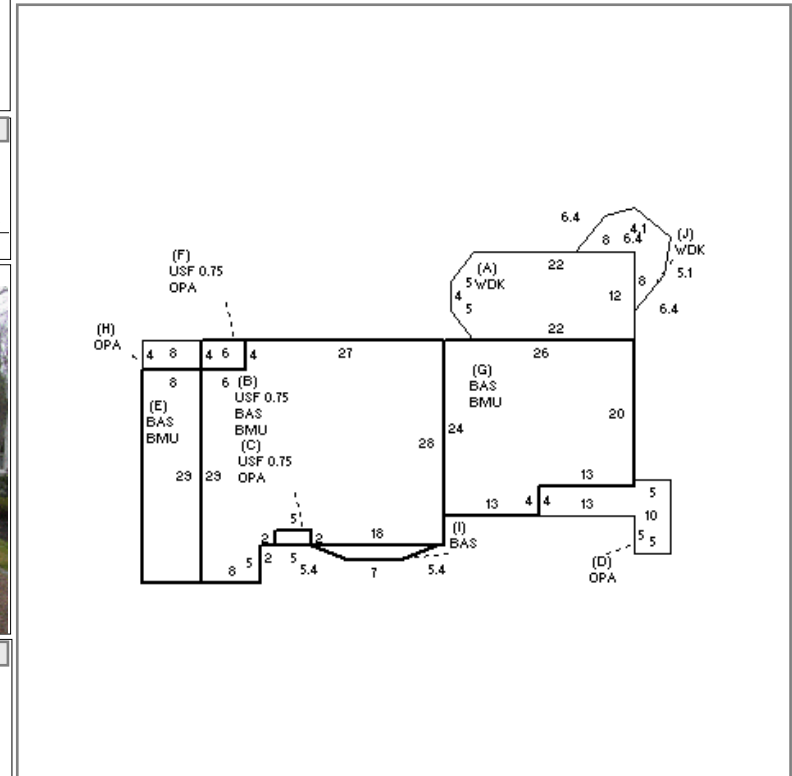 6.4
4.1
8 6.4
(J)
WDK
5.1
8
6.4
(F)
USF 0.75
OPA
22
(A)
WDK
5
4
5
12
22
(H)
OPA
4 8
4 6 4
27
26
8
6
(B)
USF 0.75
BAS
BMU
(C)
USF 0.75
OPA
(E)
BAS
BMU
(G)
BAS
BMU
20
28
24
29
29
13
5
13
4
4
13
10
5
5
5
2
2
18
(I)
BAS
2
5
5
5.4
8
7
5.4
(D)
OPA